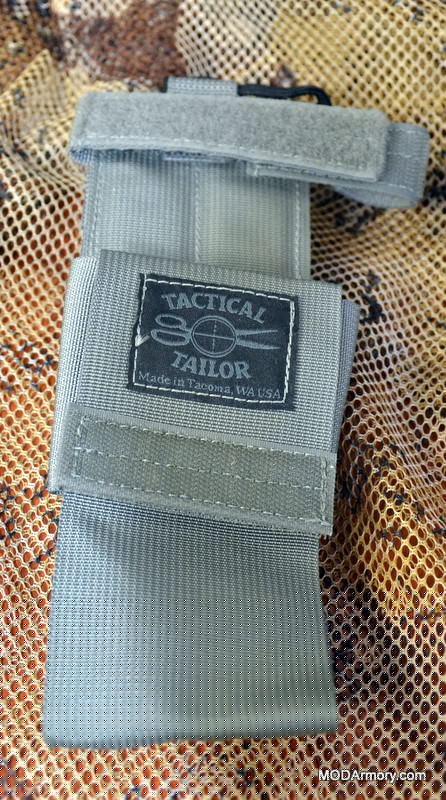 TACTICAL
TAILOR
Made in Tacoma, WA USA
MODArmory.com